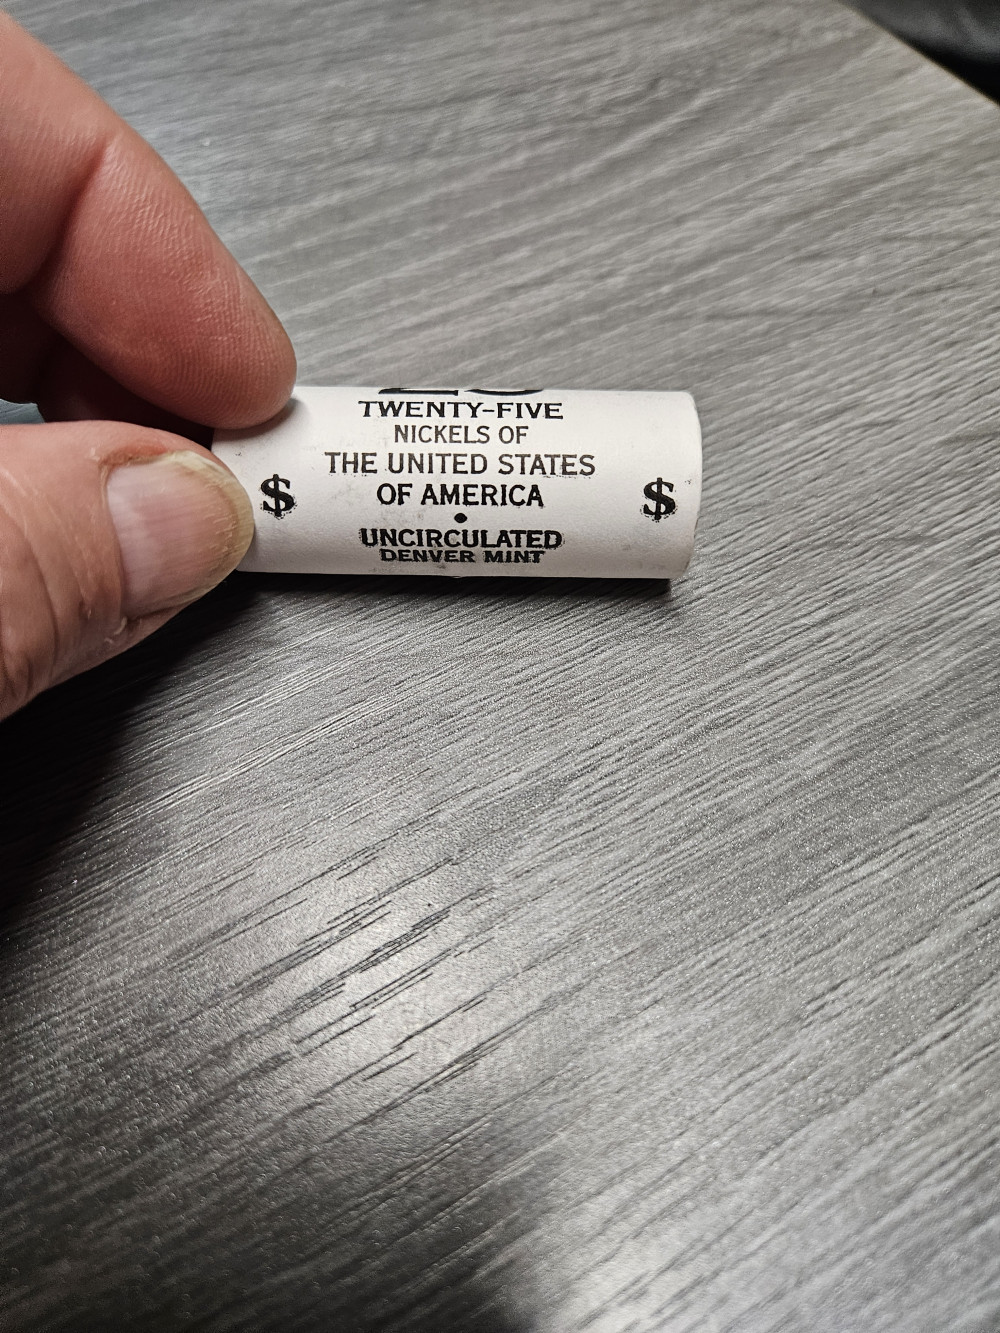 TWENTY-FIVE
NICKELS OF
THE UNITED STATES
$ OF AMERICA $
•
UNCIRCULATED
DENVER MINT